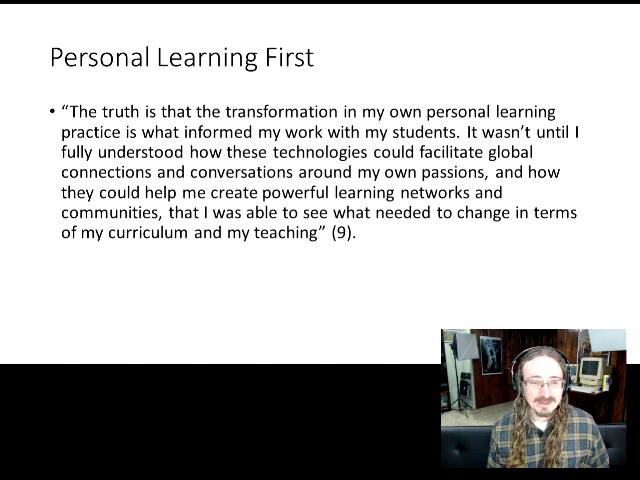 Personal Learning First
• “The truth is that the transformation in my own personal learning
practice is what informed my work with my students. It wasn’t until I
fully understood how these technologies could facilitate global
connections and conversations around my own passions, and how
they could help me create powerful learning networks and
communities, that I was able to see what needed to change in terms
of my curriculum and my teaching” (9).